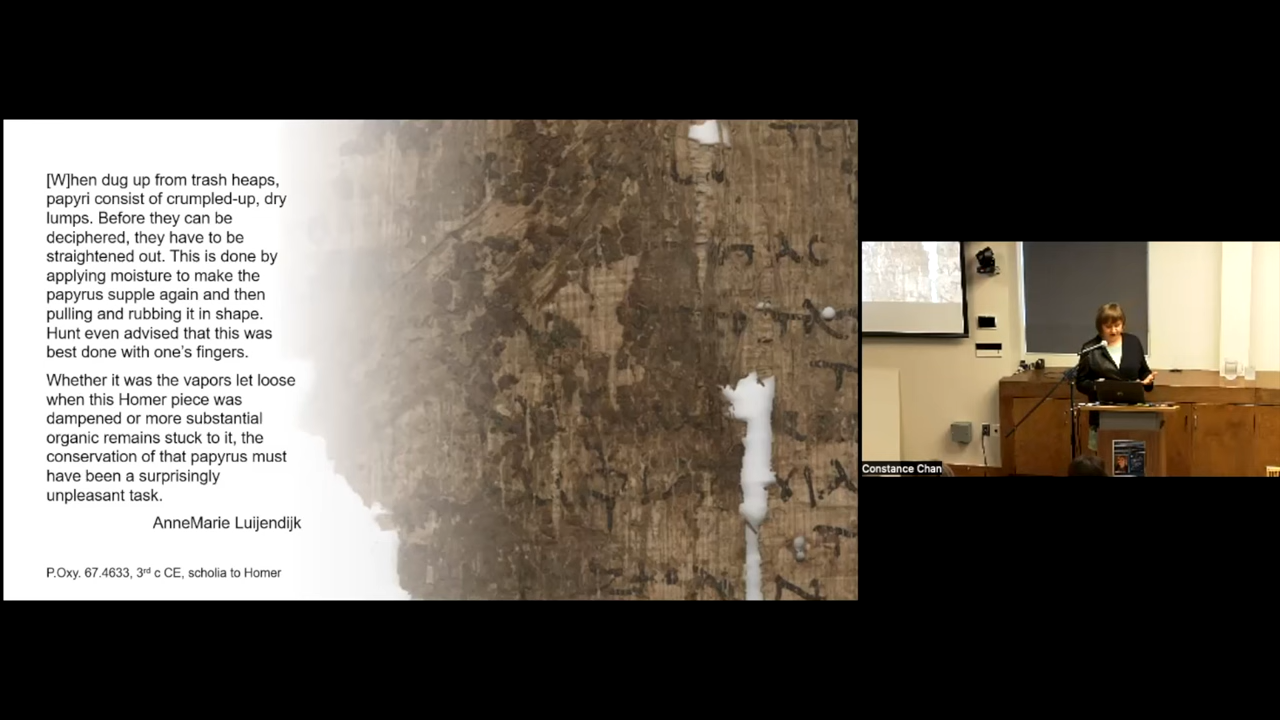 [W]hen dug up from trash heaps,
papyri consist of crumpled-up, dry
lumps. Before they can be
deciphered, they have to be
straightened out. This is done by
applying moisture to make the
papyrus supple again and then
pulling and rubbing it in shape.
Hunt even advised that this was
best done with one's fingers.
Whether it was the vapors let loose
when this Homer piece was
dampened or more substantial
organic remains stuck to it, the
conservation of that papyrus must
have been a surprisingly
unpleasant task.
AnneMarie Luijendijk
P.Oxy. 67.4633, 3rd c CE, scholia to Homer
Constance Chan